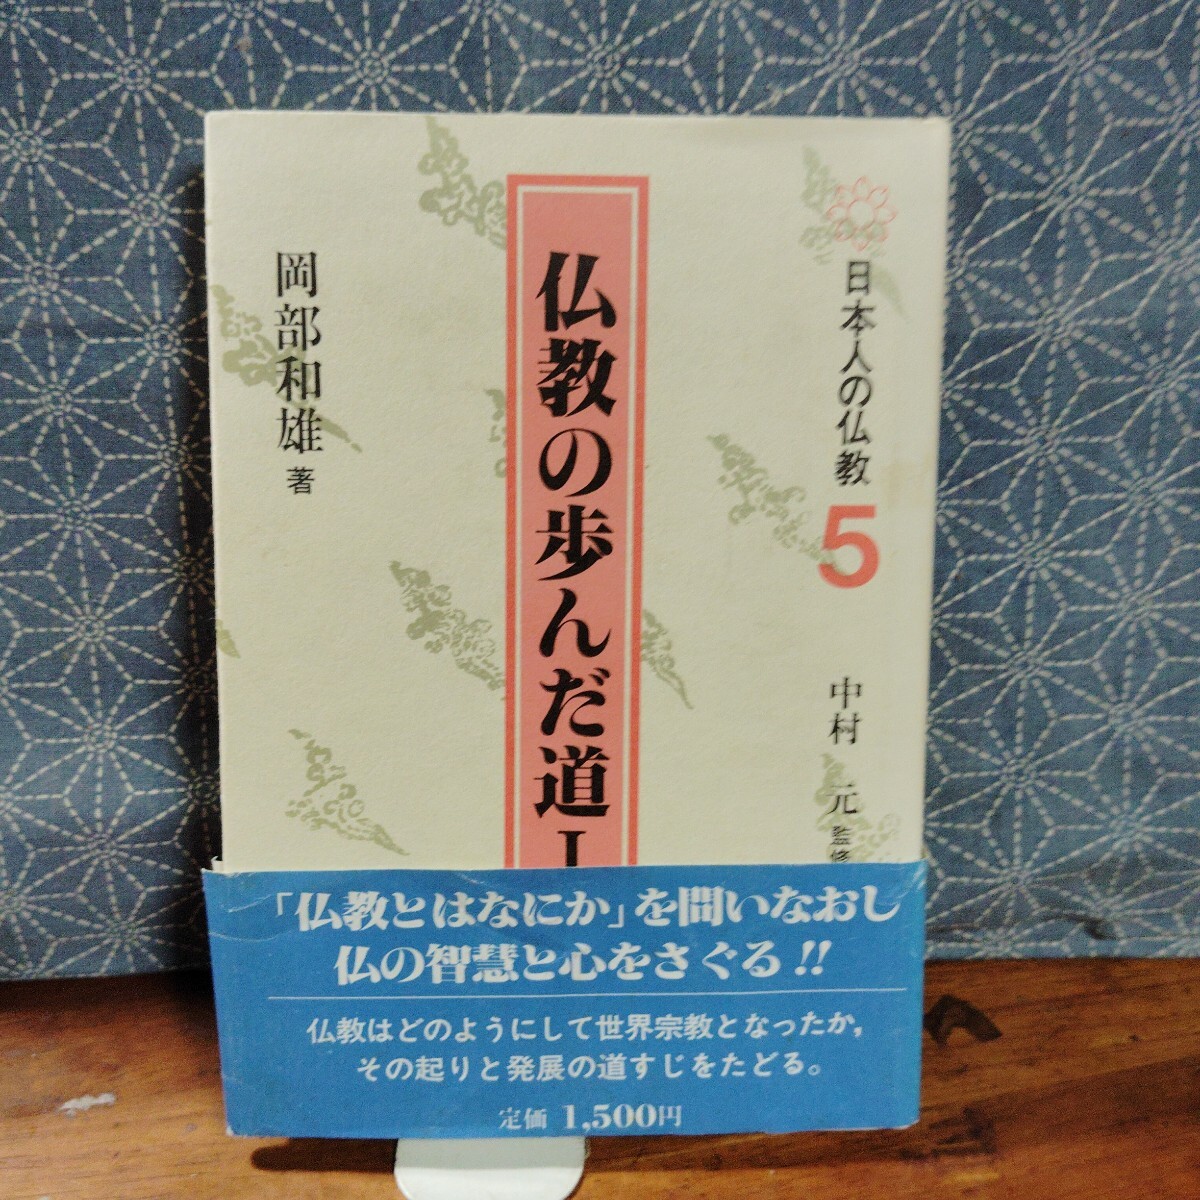 日本人の仏教 5
中村 元 監修
仏教の歩んだ道 I
岡部和雄 著
「仏教とはなにか」を問いなおし
仏の智慧と心をさぐる!!
仏教はどのようにして世界宗教となったか,
その起りと発展の道すじをたどる。
定価 1,500円